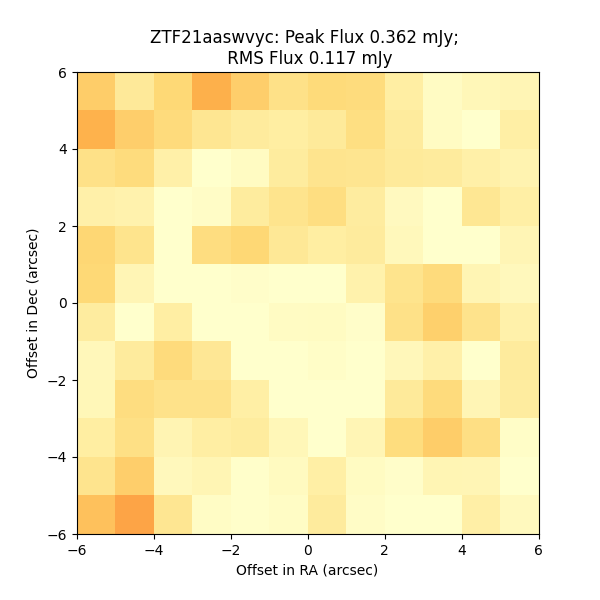 ZTF21aaswvyc: Peak Flux 0.362 mJy;
RMS Flux 0.117 mJy
6
4
2
0
−2
−4
−6
Offset in Dec (arcsec)
−6 −4 −2 0 2 4 6
Offset in RA (arcsec)